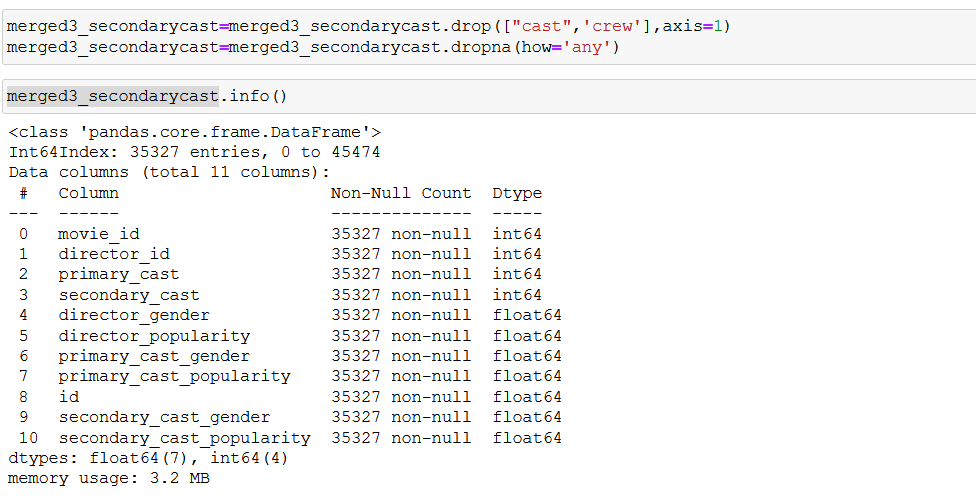 merged3_secondarycast=merged3_secondarycast.drop(["cast",'crew'],axis=1)
merged3_secondarycast=merged3_secondarycast.dropna(how='any')
merged3_secondarycast.info()
<class 'pandas.core.frame.DataFrame'>
Int64Index: 35327 entries, 0 to 45474
Data columns (total 11 columns):
 #   Column                     Non-Null Count  Dtype
---  ------                     --------------  -----
 0   movie_id                   35327 non-null  int64
 1   director_id                35327 non-null  int64
 2   primary_cast               35327 non-null  int64
 3   secondary_cast             35327 non-null  int64
 4   director_gender            35327 non-null  float64
 5   director_popularity        35327 non-null  float64
 6   primary_cast_gender        35327 non-null  float64
 7   primary_cast_popularity    35327 non-null  float64
 8   id                         35327 non-null  float64
 9   secondary_cast_gender      35327 non-null  float64
 10  secondary_cast_popularity  35327 non-null  float64
dtypes: float64(7), int64(4)
memory usage: 3.2 MB